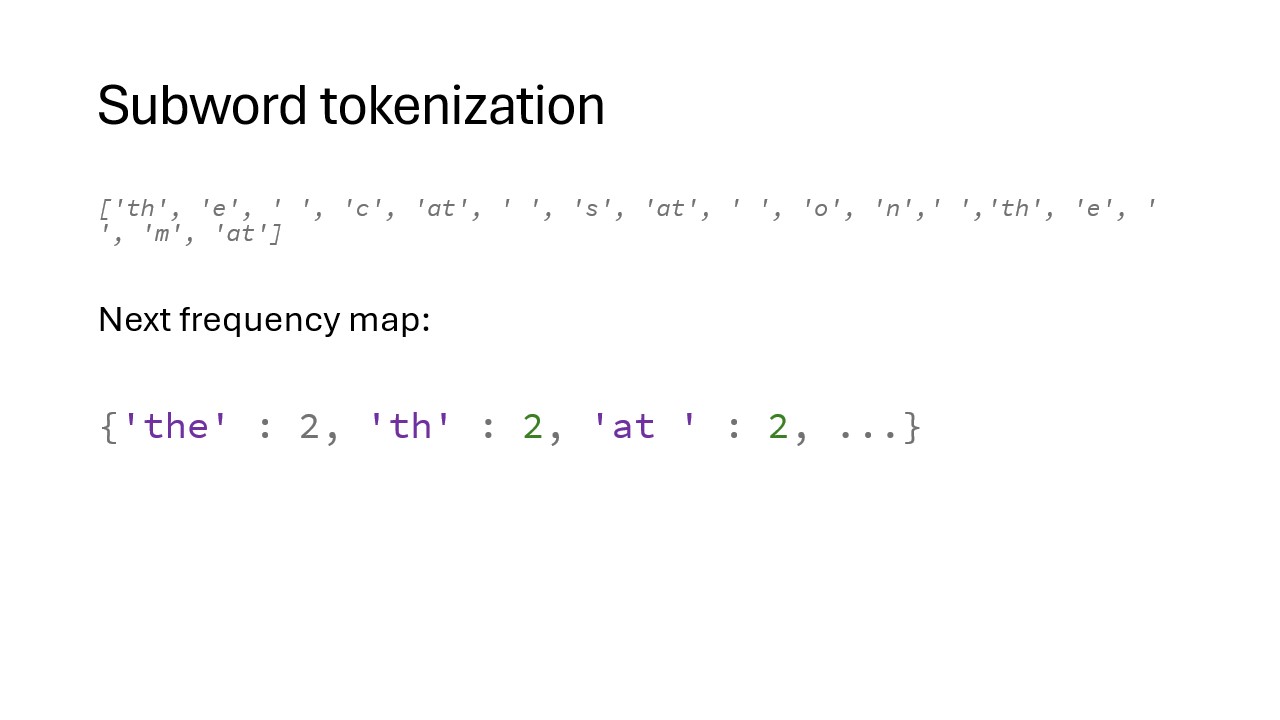 Subword tokenization
['th', 'e', ' ', 'c', 'at', ' ', 's', 'at', ' ', 'o', 'n',' ','th', 'e', '
', 'm', 'at']
Next frequency map:
{'the' : 2, 'th' : 2, 'at ' : 2, ...}